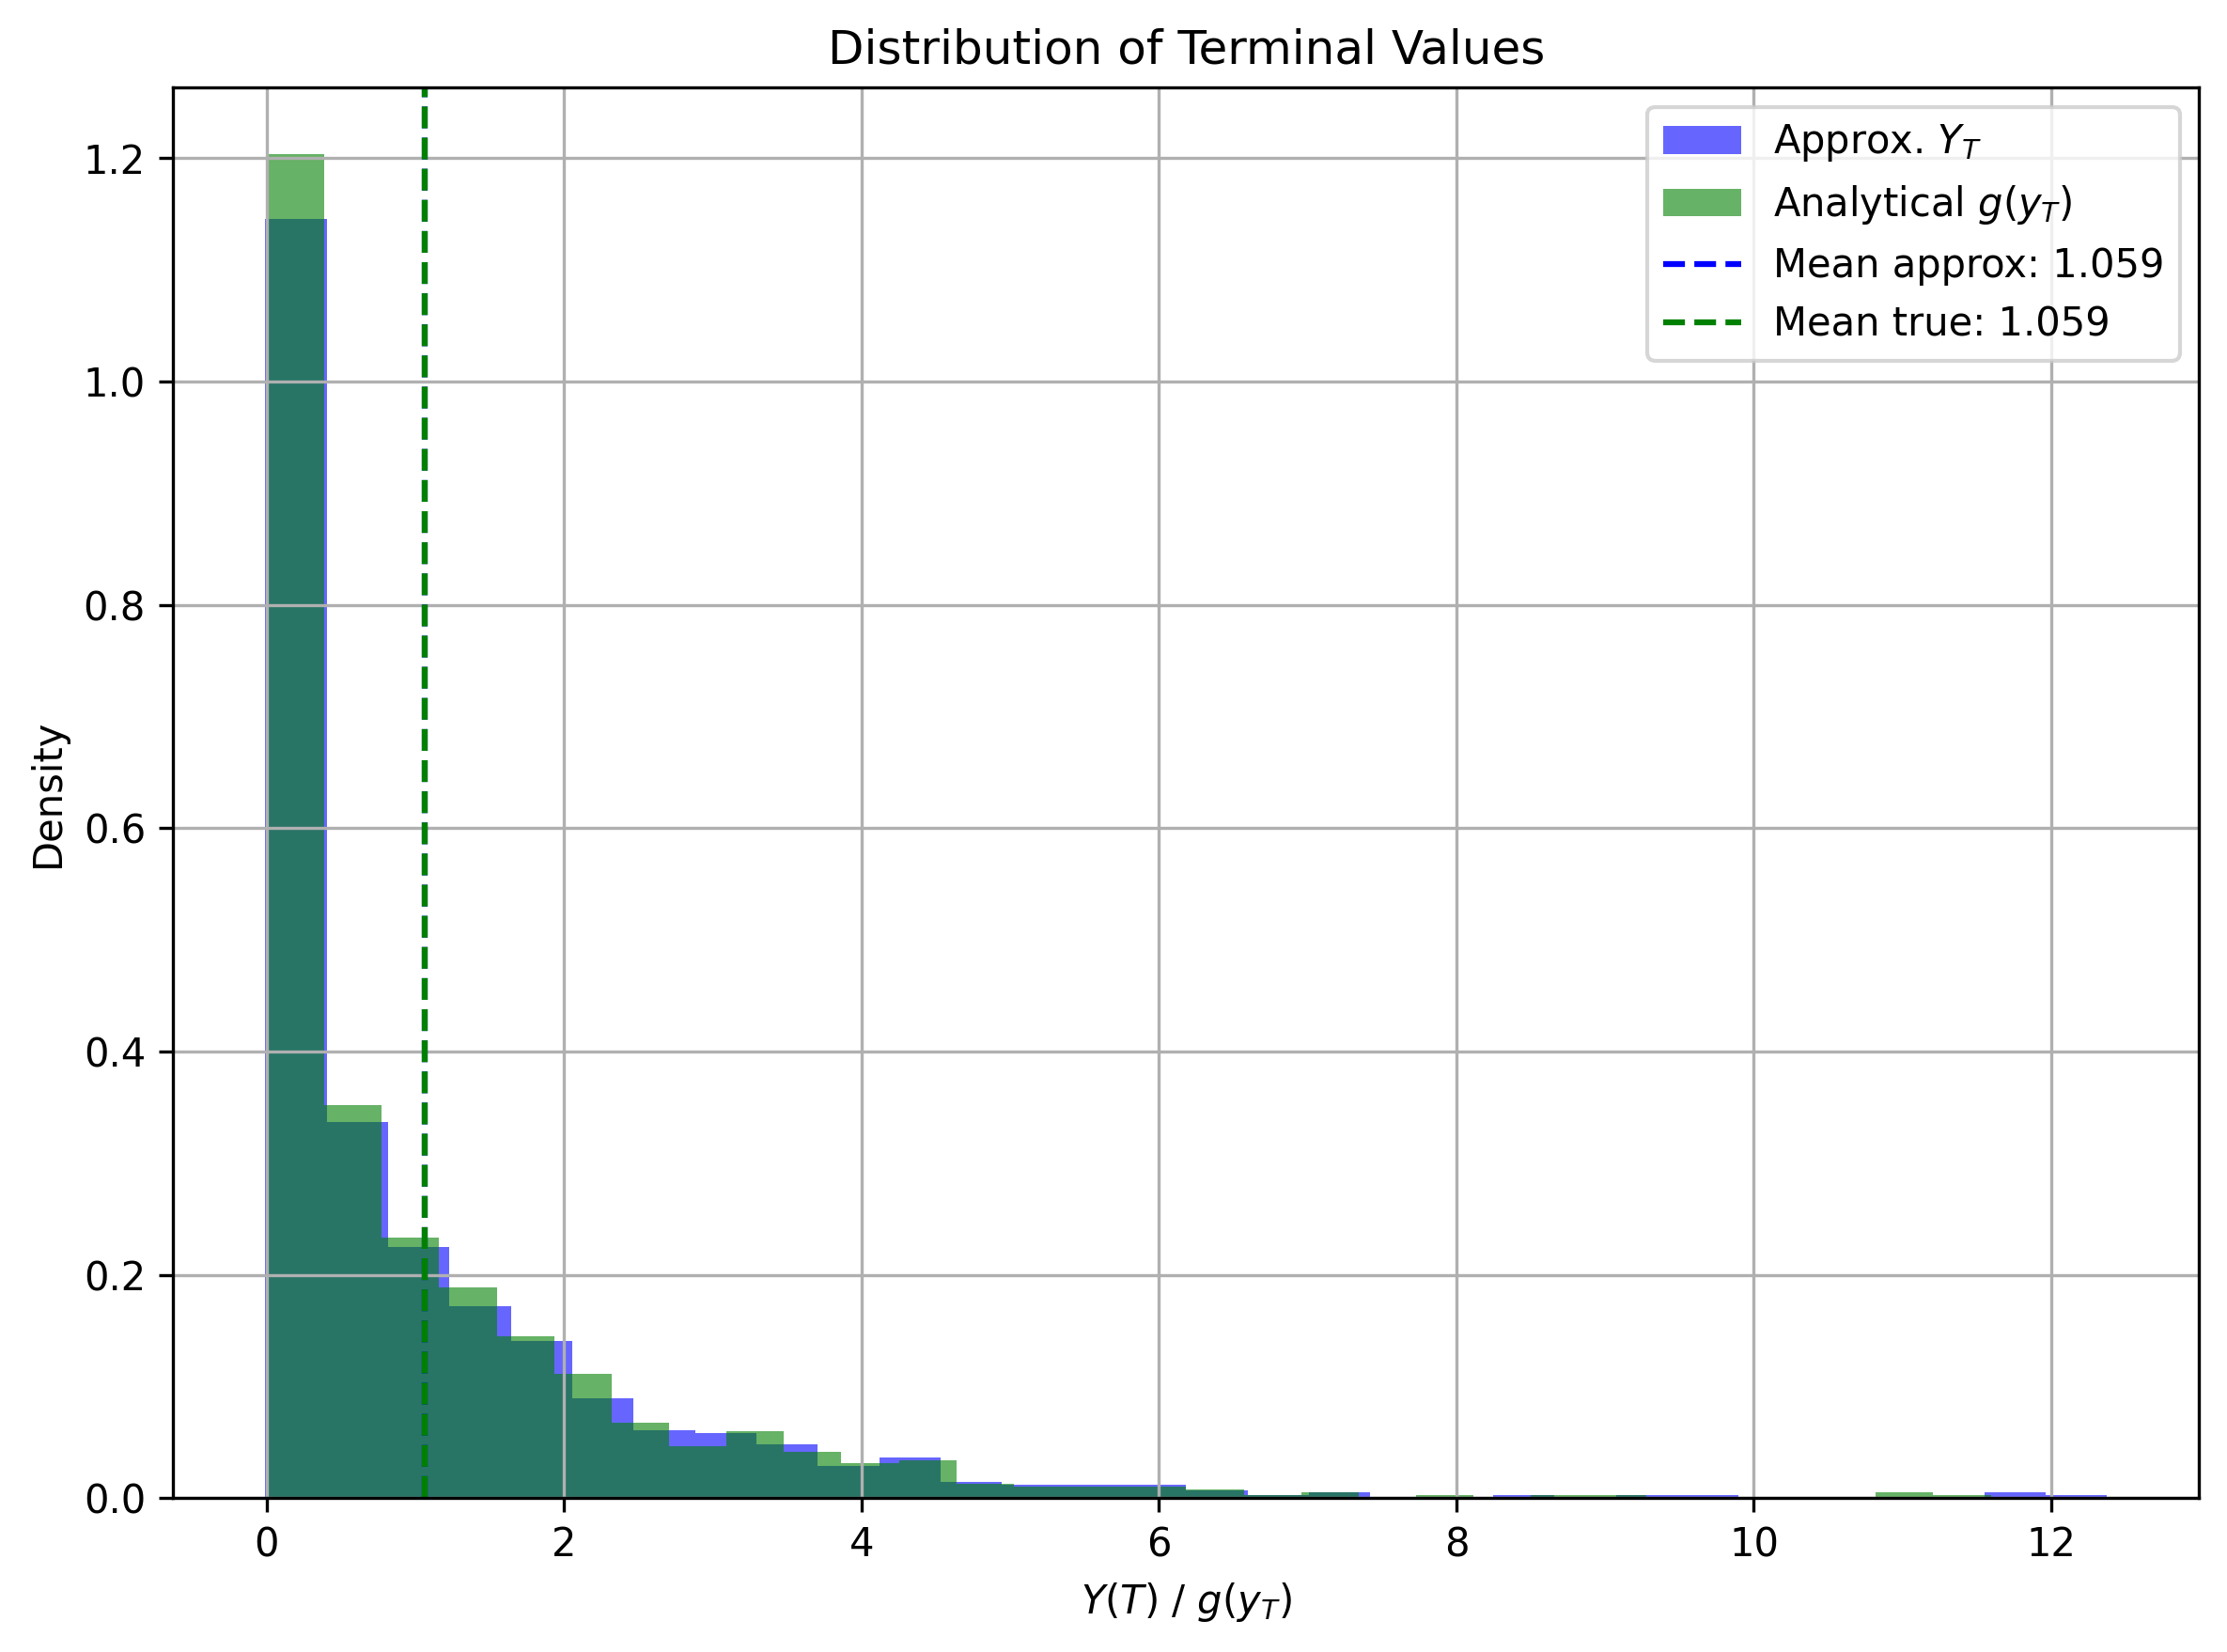 Distribution of Terminal Values
Approx. $Y_T$
Analytical $g(y_T)$
Mean approx: 1.059
Mean true: 1.059
Density
1.2
1.0
0.8
0.6
0.4
0.2
0.0
0 2 4 6 8 10 12
$Y(T)$ / $g(y_T)$